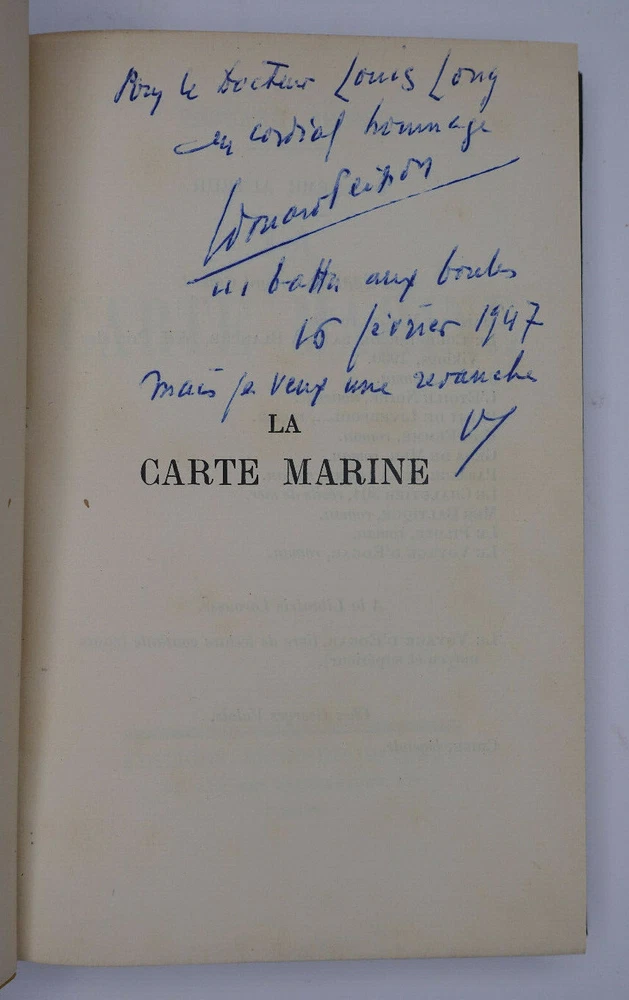 Pour le Docteur Louis Long
en cordial hommage
Edouard Peisson
battu aux boules
16 février 1947
mais je veux une revanche
LA
CARTE MARINE